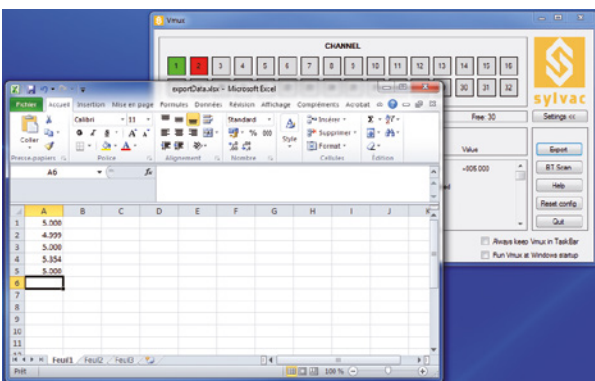 Vmux
CHANNEL
1 2 3 4 5 6 7 8 9 10 11 12 13 14 15 16
30 31 32
sylvac
exportData.xlsx - Microsoft Excel
Fichier Accueil Insertion Mise en page Formules Données Révision Affichage Compléments Acrobat
Free: 30
Settings <<
Calibri 11
Standard
Insérer
Supprimer
Format
Coller
Style
Presse-papiers Police Alignement Nombre Cellules Édition
Value
+005.000
Export
BT Scan
Help
Reset config
Quit
A6 fx
A B C D E F G H I J K
1 5.000
2 4.999
3 5.000
4 5.354
5 5.000
6
7
8
9
10
11
Always keep Vmux in TaskBar
Run Vmux at Windows startup
Feuil1 Feuil2 Feuil3
Prêt 100 %